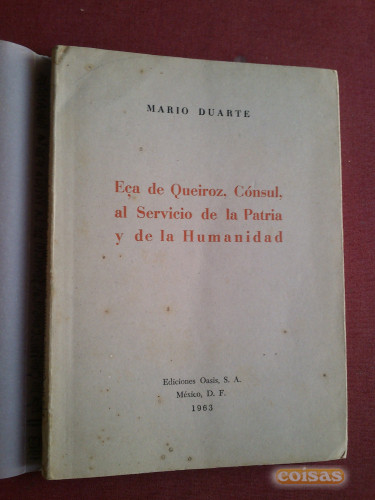 MARIO DUARTE
Eça de Queiroz, Cónsul,
al Servicio de la Patria
y de la Humanidad
Ediciones Oasis, S. A.
México, D. F.
1963
coisas